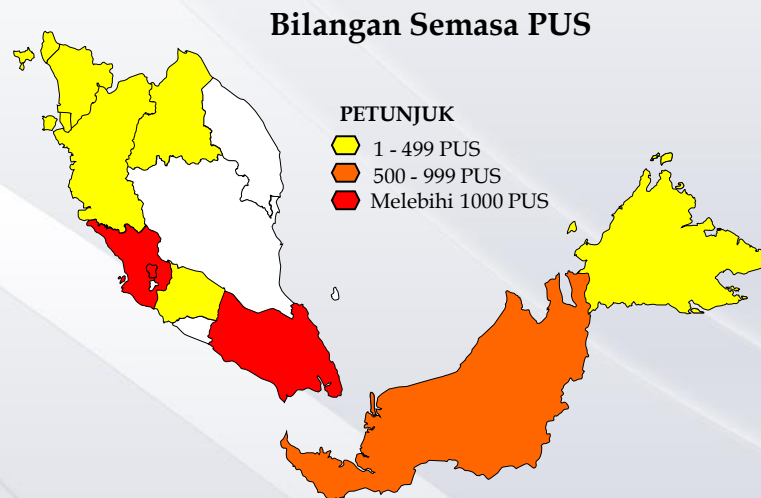 Bilangan Semasa PUS
PETUNJUK
1 - 499 PUS
500 - 999 PUS
Melebihi 1000 PUS